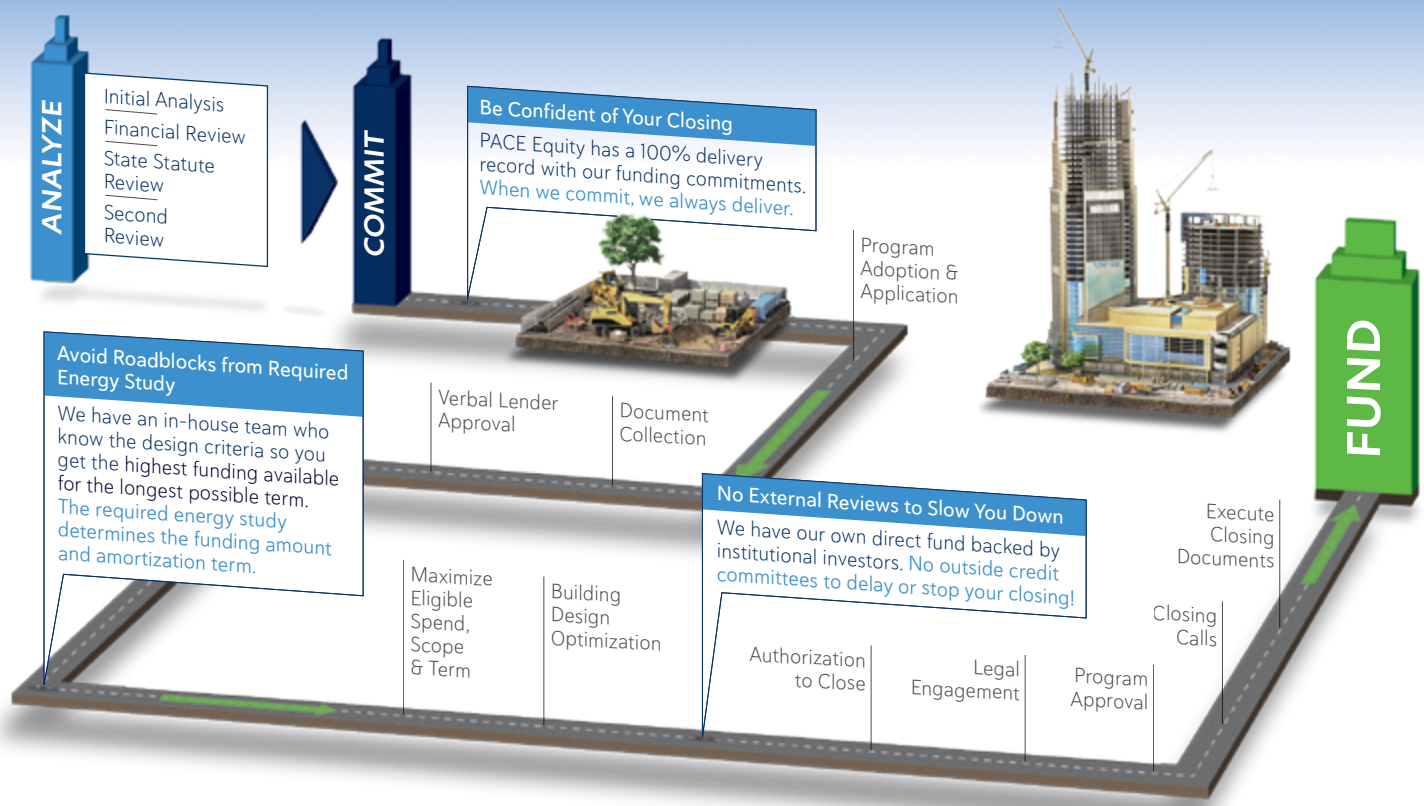 ANALYZE
Initial Analysis
Financial Review
State Statute
Review
Second
Review
COMMIT
Be Confident of Your Closing
PACE Equity has a 100% delivery
record with our funding commitments.
When we commit, we always deliver.
Program
Adoption &
Application
Document
Collection
Verbal Lender
Approval
Avoid Roadblocks from Required
Energy Study
We have an in-house team who
know the design criteria so you
get the highest funding available
for the longest possible term.
The required energy study
determines the funding amount
and amortization term.
Maximize
Eligible
Spend,
Scope
& Term
Building
Design
Optimization
No External Reviews to Slow You Down
We have our own direct fund backed by
institutional investors. No outside credit
committees to delay or stop your closing!
Authorization
to Close
Legal
Engagement
Program
Approval
Closing
Calls
Execute
Closing
Documents
FUND